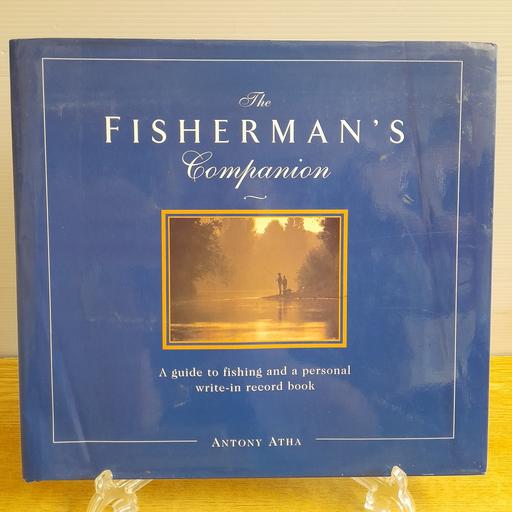 The
FISHERMAN'S
Companion
A guide to fishing and a personal
write-in record book
ANTONY ATHA